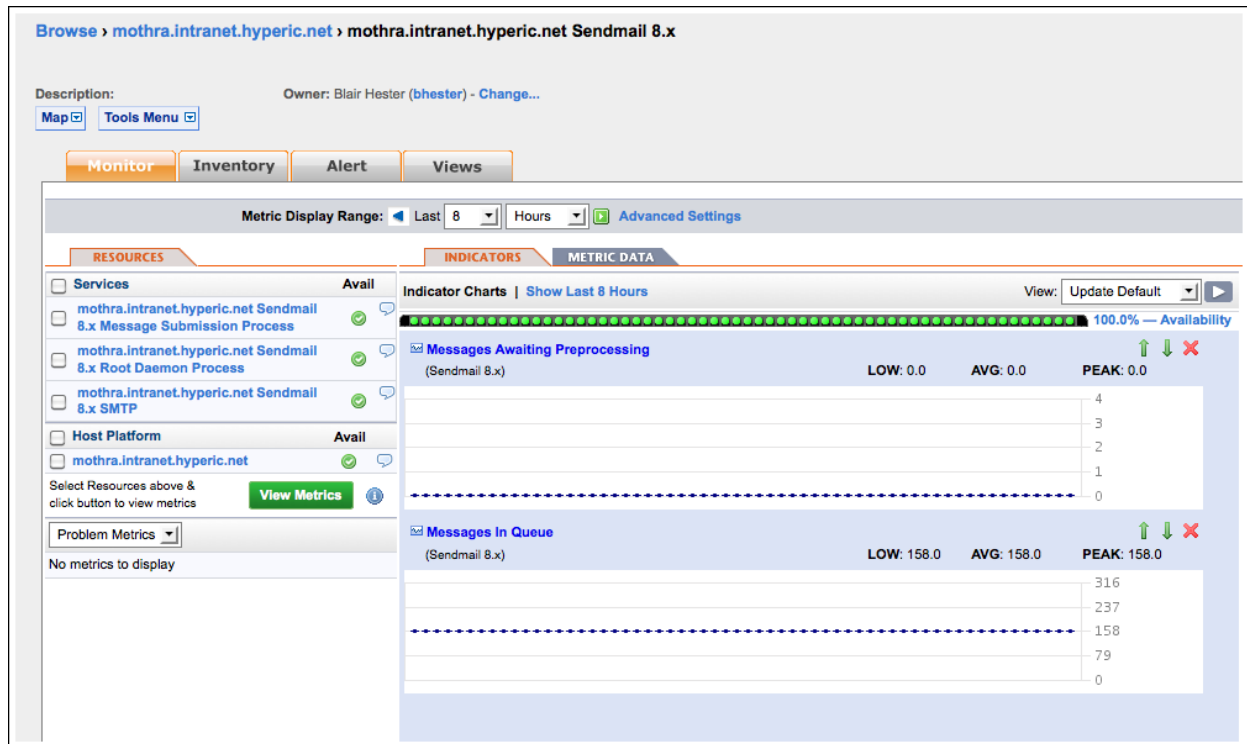 Browse › mothra.intranet.hyperic.net › mothra.intranet.hyperic.net Sendmail 8.x
Description: Owner: Blair Hester (bhester) - Change...
Map Tools Menu
Monitor Inventory Alert Views
Metric Display Range: Last 8 Hours Advanced Settings
RESOURCES
Services Avail
mothra.intranet.hyperic.net Sendmail
8.x Message Submission Process
mothra.intranet.hyperic.net Sendmail
8.x Root Daemon Process
mothra.intranet.hyperic.net Sendmail
8.x SMTP
Host Platform Avail
mothra.intranet.hyperic.net
Select Resources above &
click button to view metrics
View Metrics
Problem Metrics
No metrics to display
INDICATORS METRIC DATA
Indicator Charts | Show Last 8 Hours View: Update Default
100.0% — Availability
Messages Awaiting Preprocessing
(Sendmail 8.x) LOW: 0.0 AVG: 0.0 PEAK: 0.0
4
3
2
1
0
Messages In Queue
(Sendmail 8.x) LOW: 158.0 AVG: 158.0 PEAK: 158.0
316
237
158
79
0